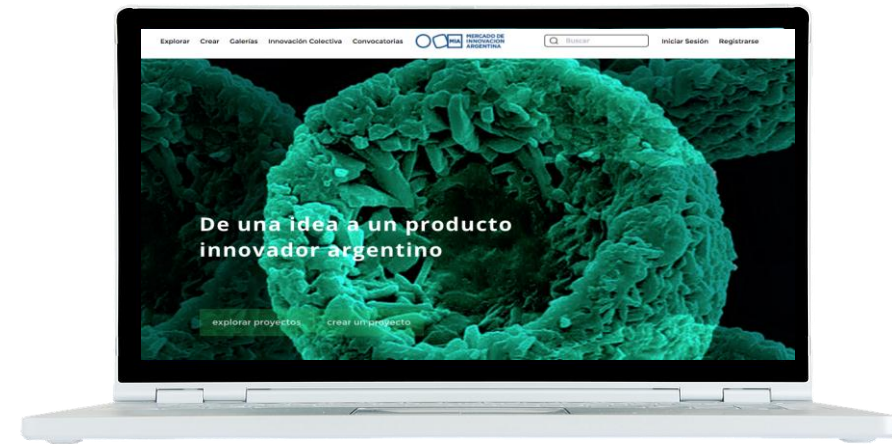 Explorar Crear Galerías Innovación Colectiva Convocatorias MIA MERCADO DE INNOVACIÓN ARGENTINA Buscar Iniciar Sesión Registrarse
De una idea a un producto
innovador argentino
explorar proyectos crear un proyecto